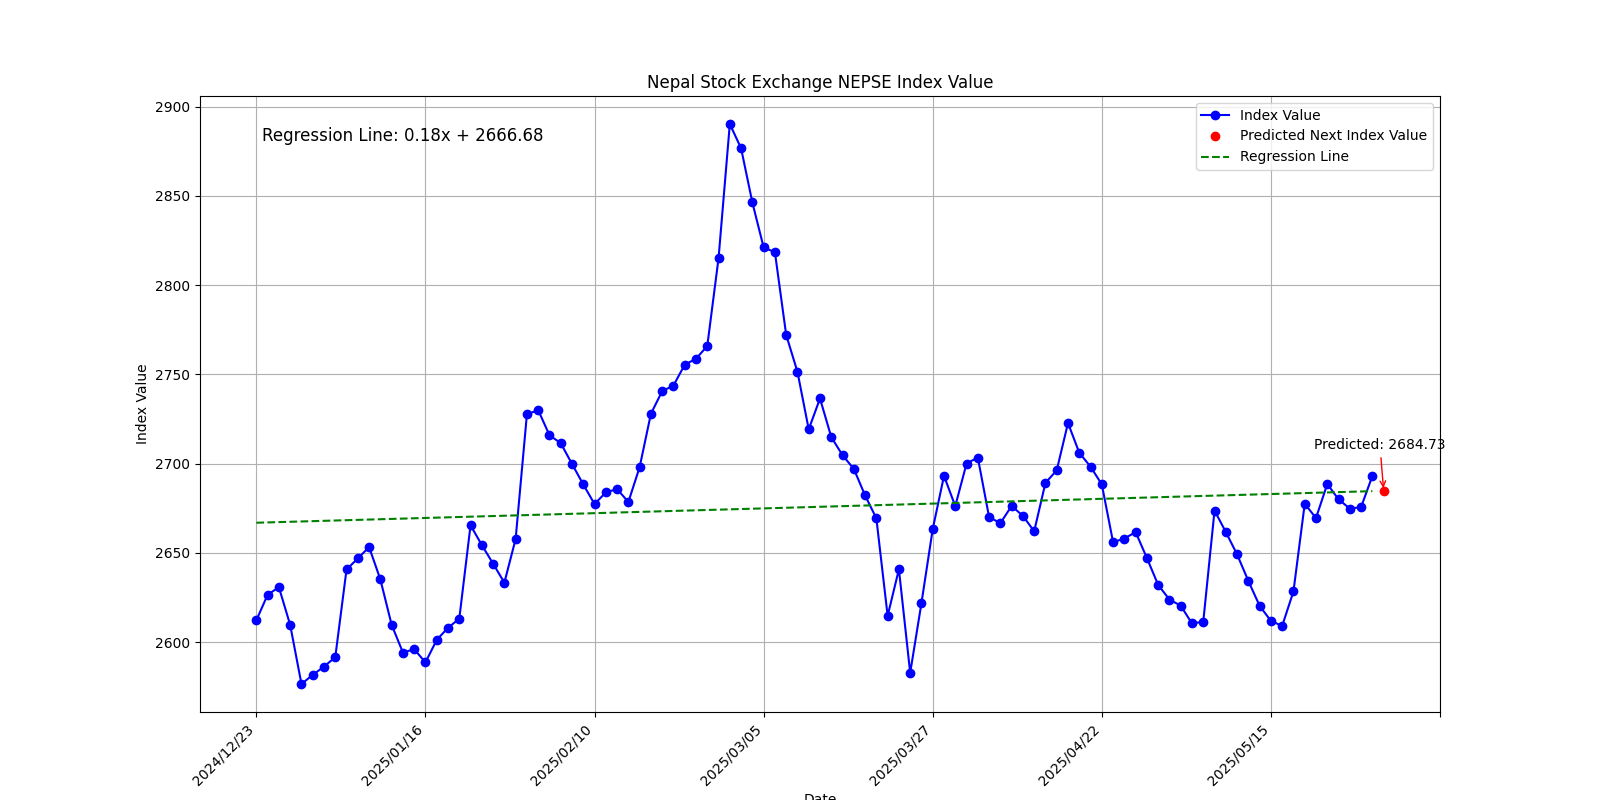 Nepal Stock Exchange NEPSE Index Value
2900
2850
2800
2750
2700
2650
2600
Index Value
Regression Line: 0.18x + 2666.68
Index Value
Predicted Next Index Value
Regression Line
Predicted: 2684.73
2024/12/23
2025/01/16
2025/02/10
2025/03/05
2025/03/27
2025/04/22
2025/05/15
Date